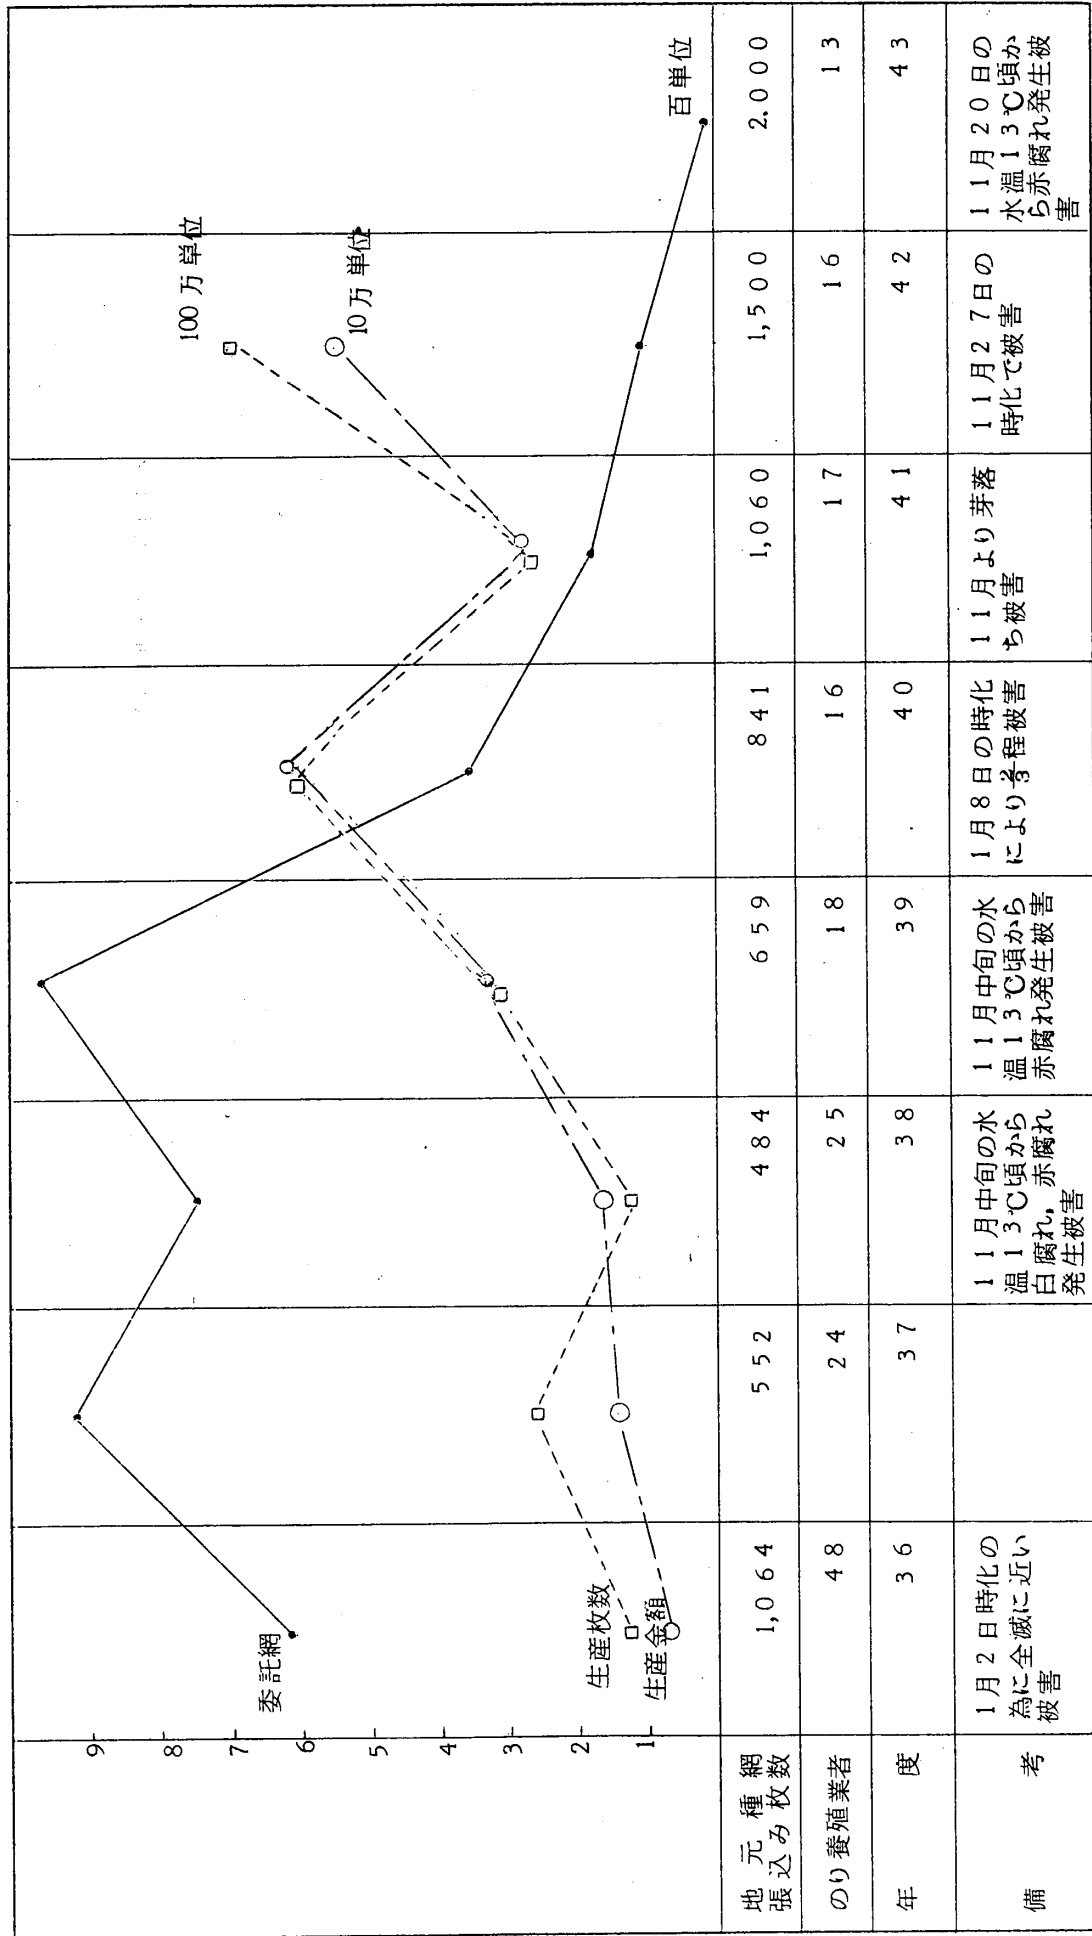 9
8
7
6
5
4
3
2
1
委託網
生産枚数
生産金額
100万単位
10万単位
百単位
地元種網
張込み枚数
1,064
552
484
659
841
1,060
1,500
2.000
のり養殖業者
48
24
25
18
16
17
16
13
年度
36
37
38
39
40
41
42
43
備考
1月2日時化の
為に全滅に近い
被害
11月中旬の水
温13℃頃から
白腐れ,赤腐れ
発生被害
11月中旬の水
温13℃頃から
赤腐れ発生被害
1月8日の時化
により程被害
11月より芽落
ち被害
11月27日の
時化で被害
11月20日の
水温13℃頃か
ら赤腐れ発生被
害